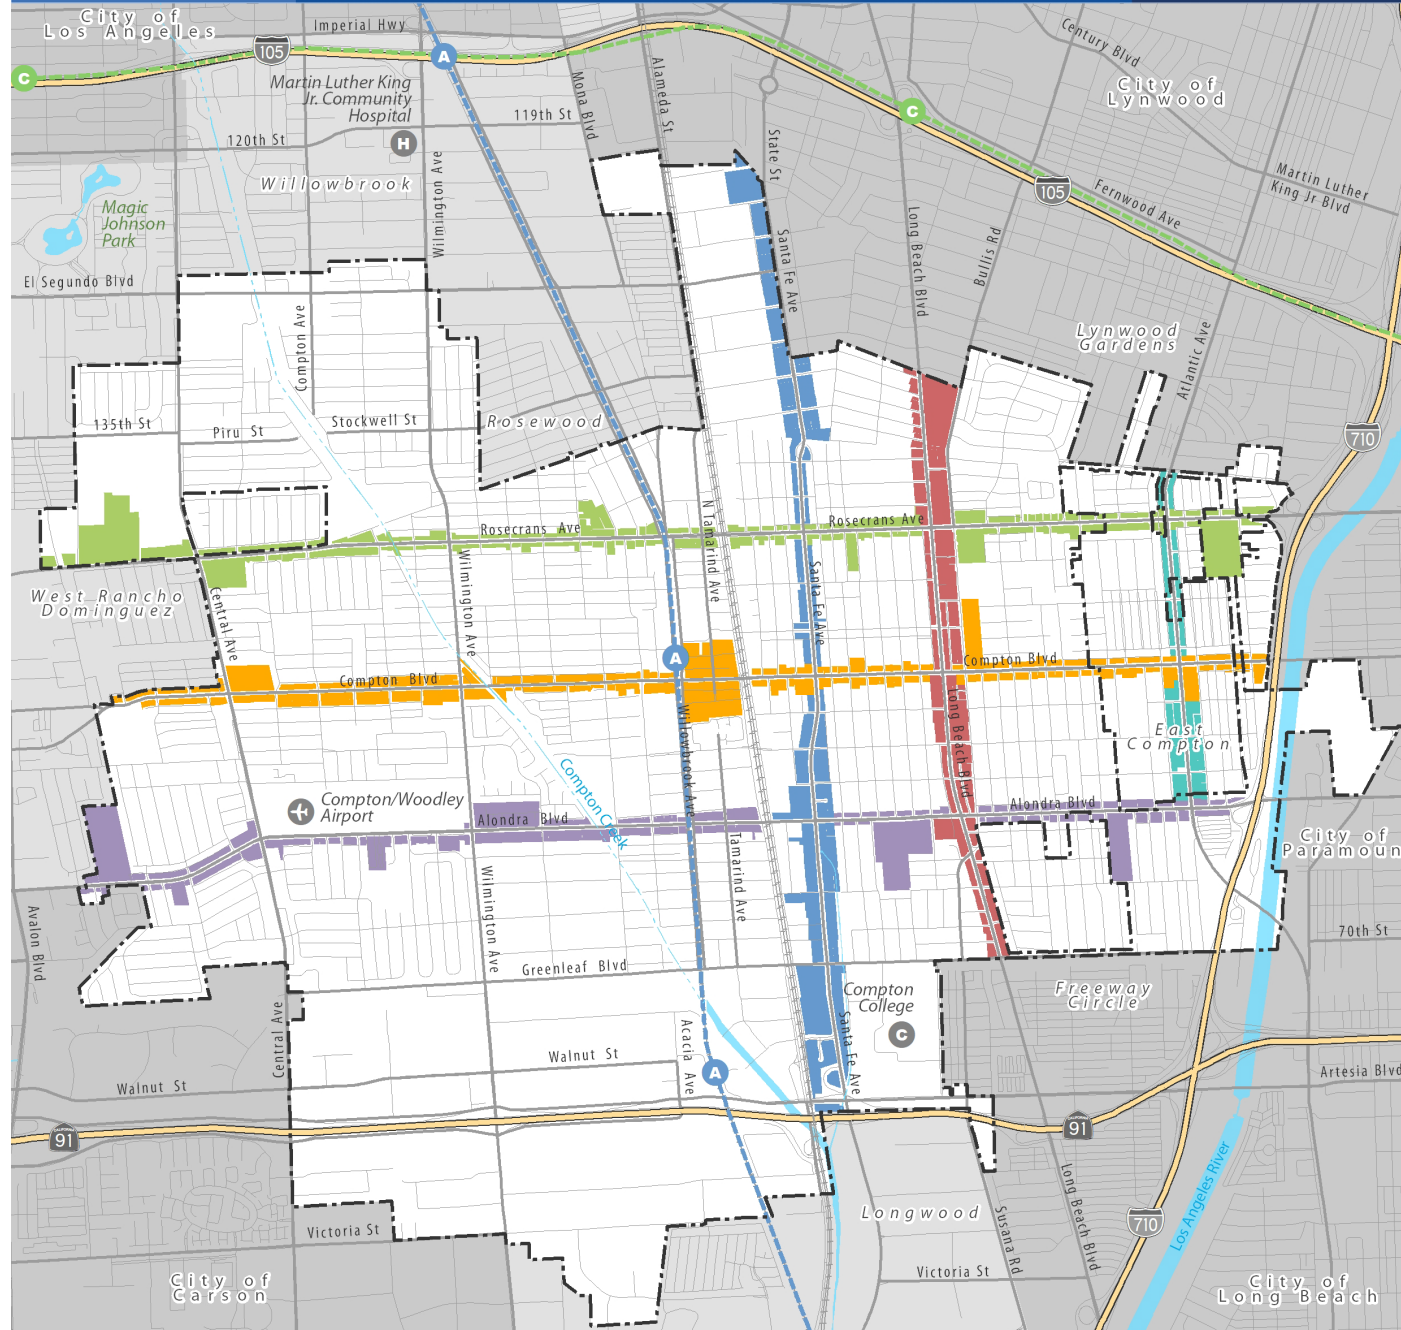 City of
Los Angeles
Imperial Hwy
105
A
C
Martin Luther King
Jr. Community
Hospital
H
120th St
119th St
Mona Blvd
Alameda St
State St
Century Blvd
City of
Lynwood
C
105
Fernwood Ave
Martin Luther
King Jr Blvd
Willowbrook
Wilmington Ave
Magic
Johnson
Park
El Segundo Blvd
Santa Fe Ave
Long Beach Blvd
Bullis Rd
Lynwood
Gardens
Atlantic Ave
Compton Ave
135th St
Piru St
Stockwell St
Rosewood
710
Rosecrans Ave
Rosecrans Ave
N Tamarind Ave
West Rancho
Dominguez
Central Ave
Wilmington Ave
Santa Fe Ave
A
Compton Blvd
Compton Blvd
Willowbrook Ave
Long Beach Blvd
East
Compton
Compton Creek
Compton/Woodley
Airport
Alondra Blvd
Alondra Blvd
City of
Paramoun
Tamarind Ave
Wilmington Ave
Avalon Blvd
70th St
Greenleaf Blvd
Compton
College
C
Freeway
Circle
Central Ave
Acacia Ave
Santa Fe Ave
Walnut St
A
Walnut St
Artesia Blvd
91
91
Los Angeles River
Long Beach Blvd
Susana Rd
Longwood
710
Victoria St
Victoria St
City of
Carson
City of
Long Beach